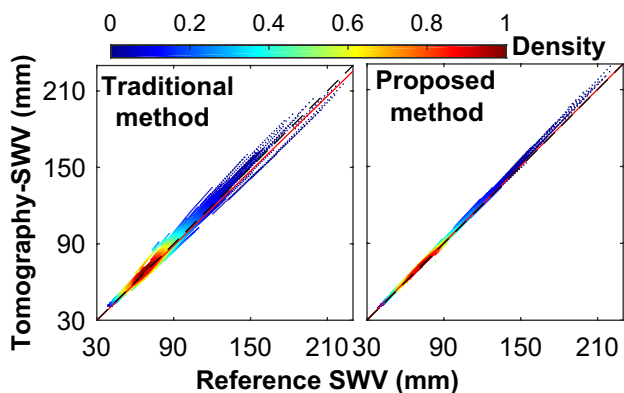 0 0.2 0.4 0.6 0.8 1
Density
Traditional
method
Proposed
method
Tomography-SWV (mm)
210
150
90
30
30 90 150 210 30 90 150 210
Reference SWV (mm)